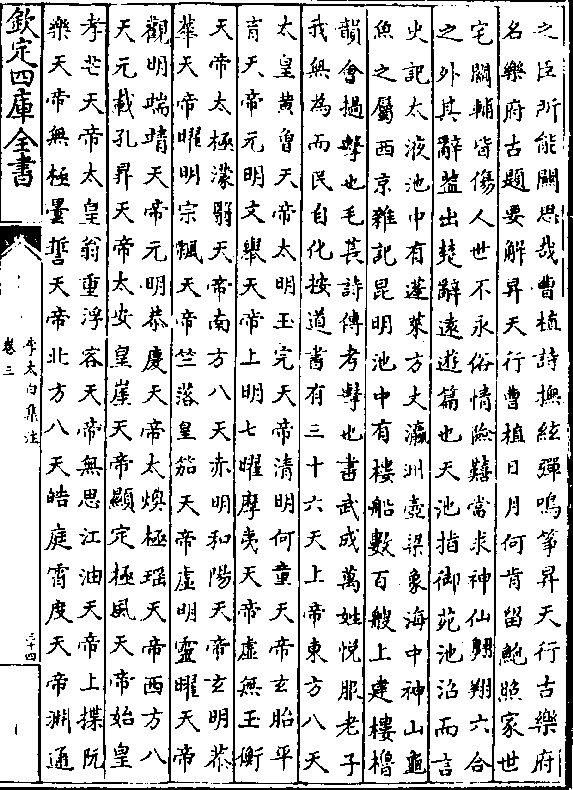 之臣所能闚思哉曹植詩撫絃彈鳴箏昇天行古樂府
名樂府古題要解昇天行曹植日月何肯留鮑照家世
宅關輔皆傷人世不永俗情險艱當求神仙翺翔六合
之外其辭葢出楚辭遠遊篇也天池指御苑池沼而言
史記太液池中有蓬萊方丈瀛洲壺梁象海中神山龜
魚之屬西京雜記昆明池中有樓船數百艘上建樓櫓
韻會撾擊也毛萇詩傳考擊也書武成萬姓悅服老子
我無為而民自化按道書有三十六天上帝東方八天
太皇黄曾天帝太明玉完天帝清明何童天帝玄胎平
育天帝元明文舉天帝上明七曜摩夷天帝虛無玉衡
天帝太極濛翳天帝南方八天赤明和陽天帝玄明恭
華天帝曜明宗飄天帝竺落皇笳天帝虛明靈曜天帝
觀明端靖天帝元明恭慶天帝太煥極瑶天帝西方八
天元載孔昇天帝太安皇崖天帝顯定極風天帝始皇
孝芒天帝太皇翁重浮容天帝無思江油天帝上揲阮
樂天帝無極曇誓天帝北方八天皓庭霄度天帝淵通
欽定四庫全書
李太白集注
卷三
三十四